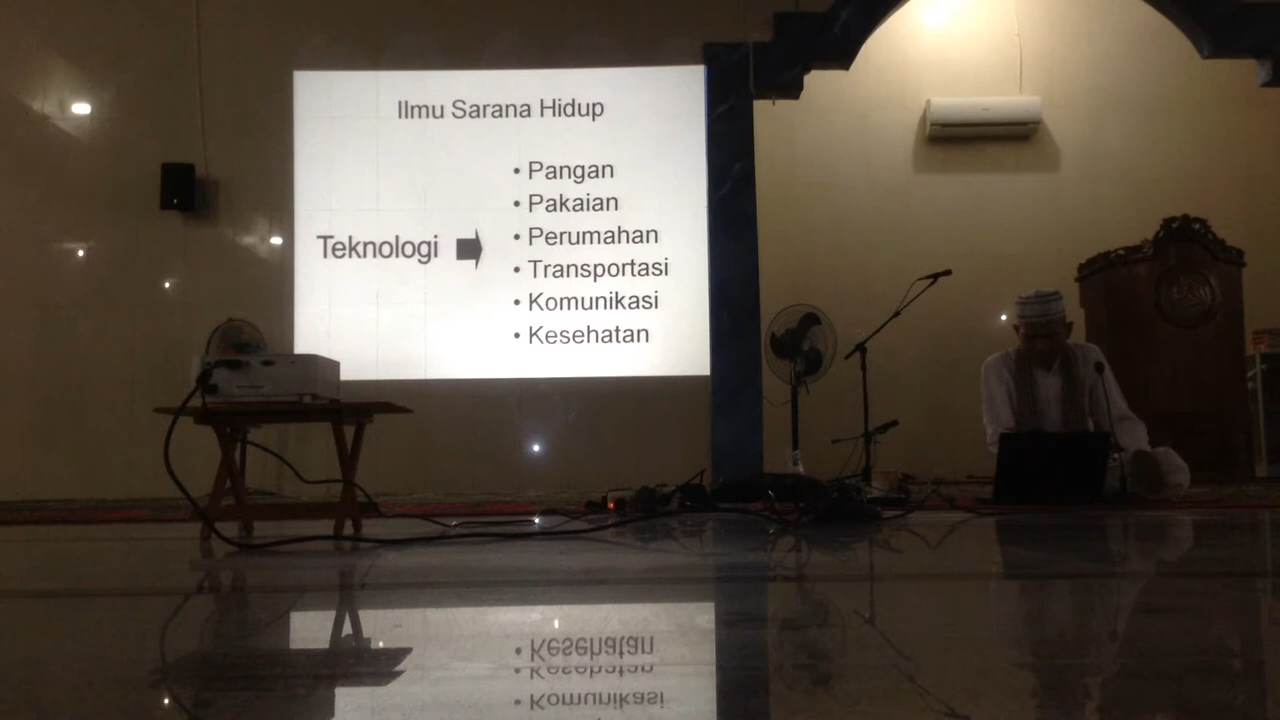 Ilmu Sarana Hidup
Teknologi
• Pangan
• Pakaian
• Perumahan
• Transportasi
• Komunikasi
• Kesehatan